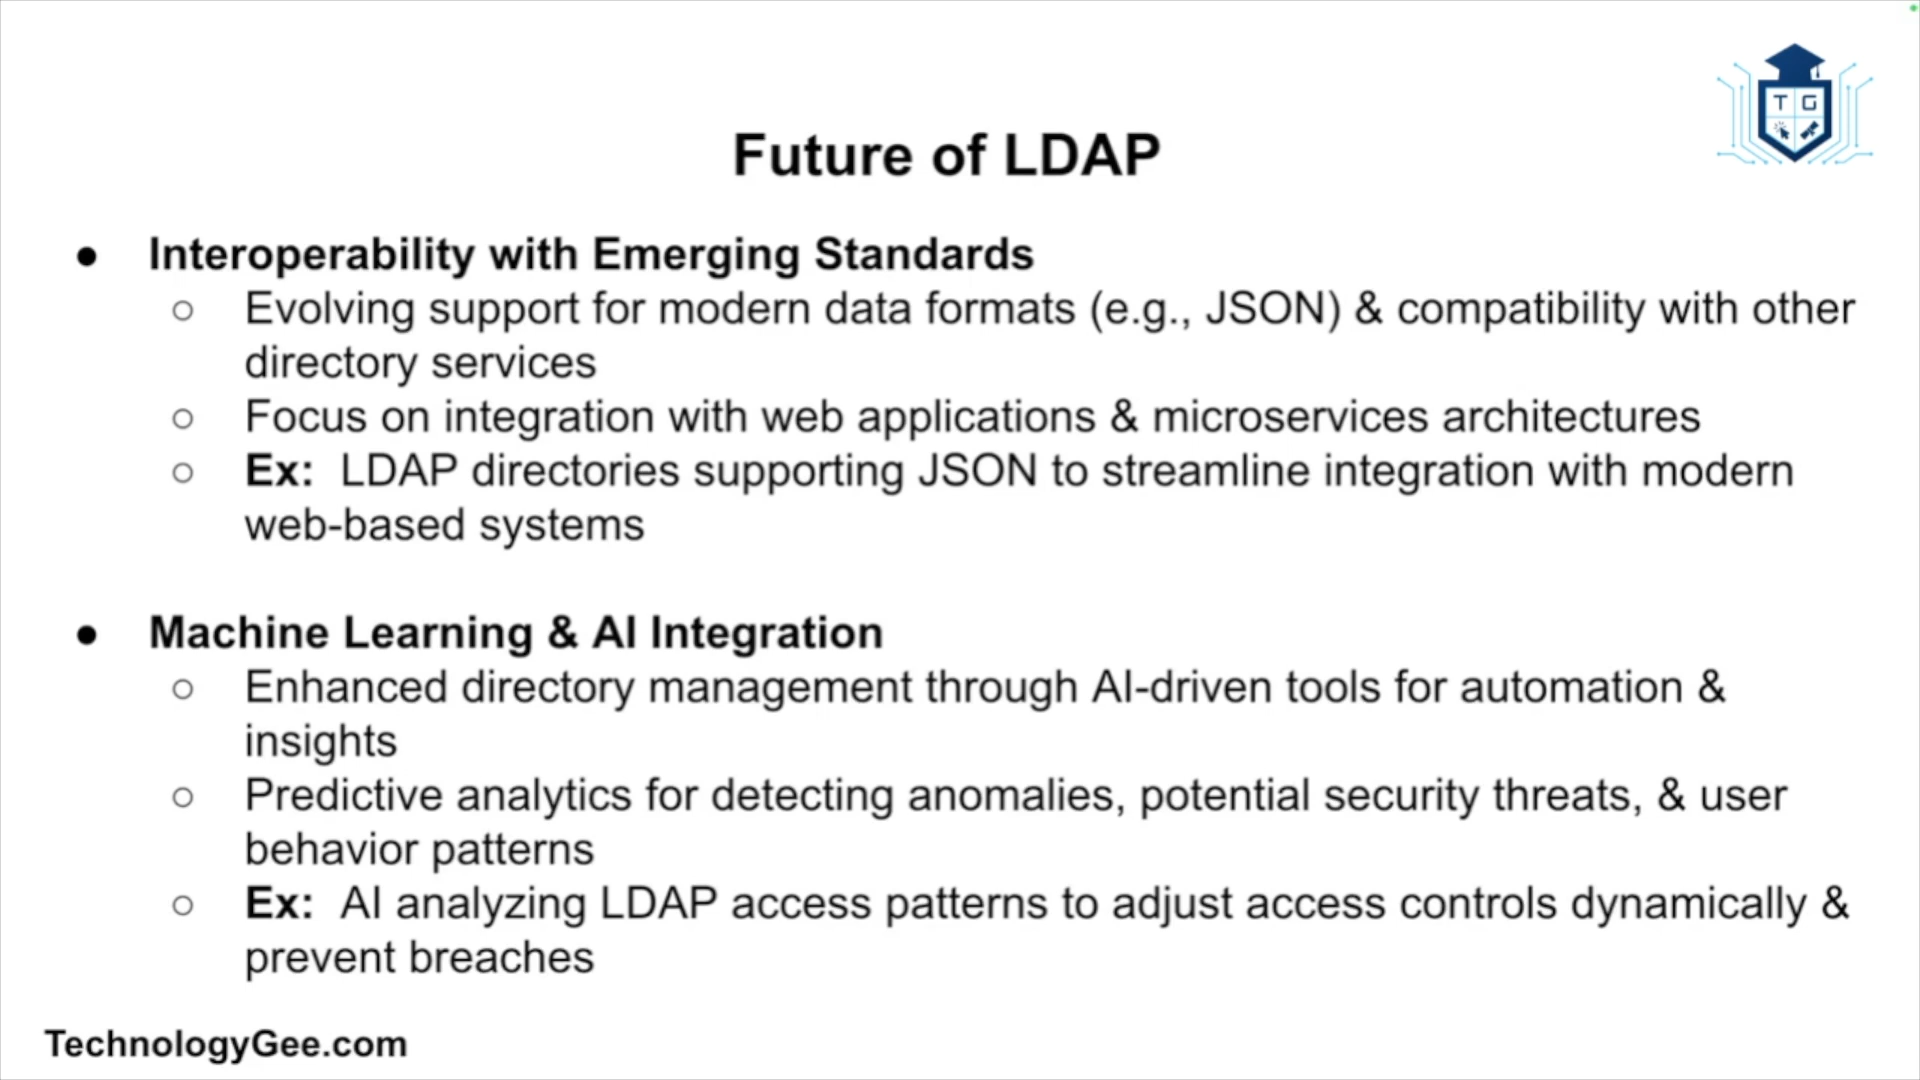 T G
Future of LDAP
● Interoperability with Emerging Standards
○ Evolving support for modern data formats (e.g., JSON) & compatibility with other
directory services
○ Focus on integration with web applications & microservices architectures
○ Ex: LDAP directories supporting JSON to streamline integration with modern
web-based systems
● Machine Learning & AI Integration
○ Enhanced directory management through AI-driven tools for automation &
insights
○ Predictive analytics for detecting anomalies, potential security threats, & user
behavior patterns
○ Ex: AI analyzing LDAP access patterns to adjust access controls dynamically &
prevent breaches
TechnologyGee.com